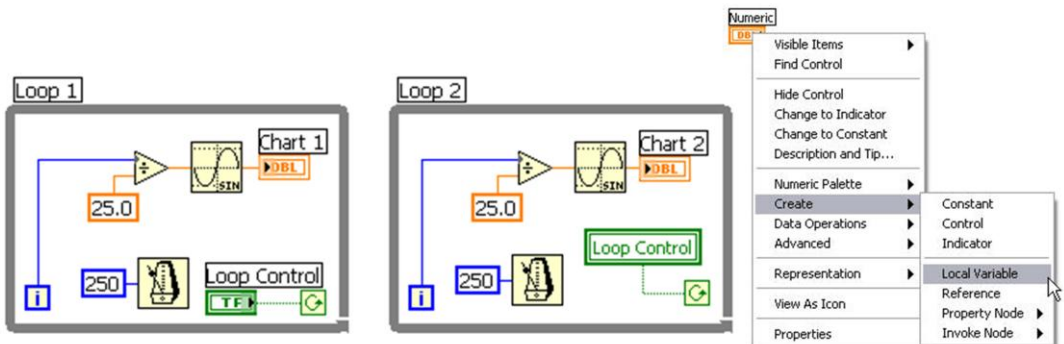 Loop 1
Chart 1
DBL
SIN
25.0
250
Loop Control
TF
i
Loop 2
Chart 2
DBL
SIN
25.0
Loop Control
250
i
Numeric
DBL
Visible Items
Find Control
Hide Control
Change to Indicator
Change to Constant
Description and Tip...
Numeric Palette
Create
Data Operations
Advanced
Representation
View As Icon
Properties
Constant
Control
Indicator
Local Variable
Reference
Property Node
Invoke Node